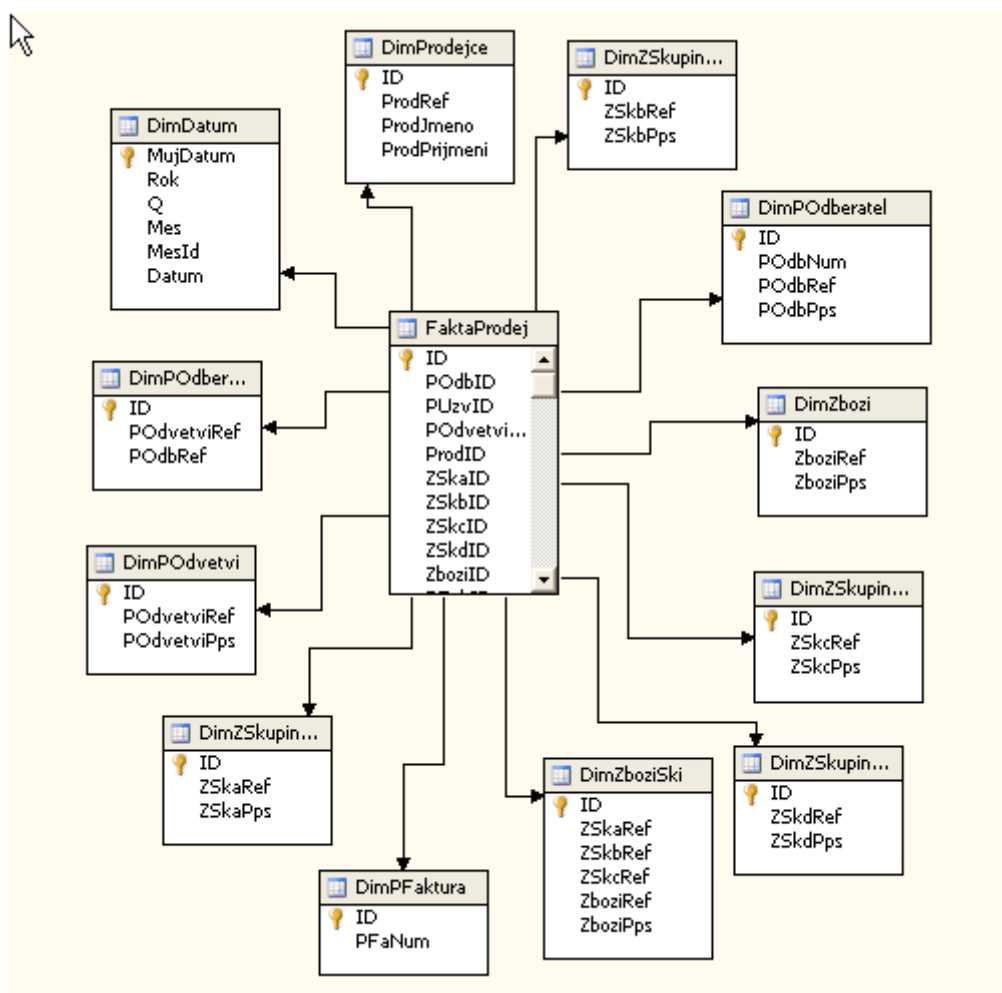 DimProdejce
ID
ProdRef
ProdJmeno
ProdPrijmeni
DimZSkupin...
ID
ZSkbRef
ZSkbPps
DimDatum
MujDatum
Rok
Q
Mes
MesId
Datum
DimPOdberatel
ID
POdbNum
POdbRef
POdbPps
FaktaProdej
ID
POdbID
PUzvID
POdvetvi...
ProdID
ZSkaID
ZSkbID
ZSkcID
ZSkdID
ZboziID
DimPOdber...
ID
POdvetviRef
POdbRef
DimZbozi
ID
ZboziRef
ZboziPps
DimPOdvetvi
ID
POdvetviRef
POdvetviPps
DimZSkupin...
ID
ZSkcRef
ZSkcPps
DimZSkupin...
ID
ZSkaRef
ZSkaPps
DimZboziSki
ID
ZSkaRef
ZSkbRef
ZSkcRef
ZboziRef
ZboziPps
DimZSkupin...
ID
ZSkdRef
ZSkdPps
DimPFaktura
ID
PFaNum